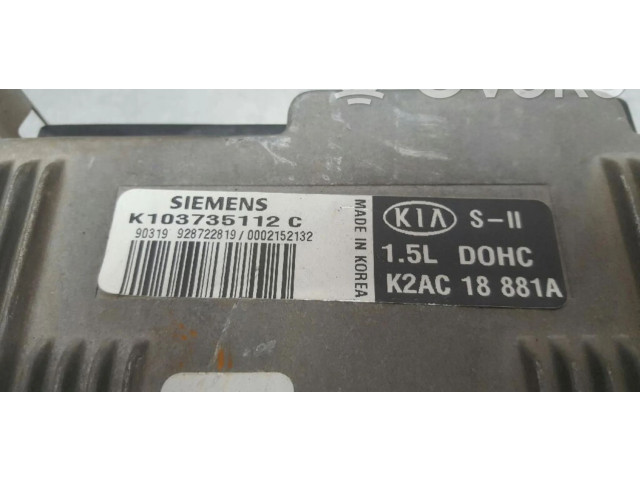 SIEMENS
K103735112 C
90319 928722819/0002152132
MADE IN KOREA
KIA S-II
1.5L DOHC
K2AC 18 881A